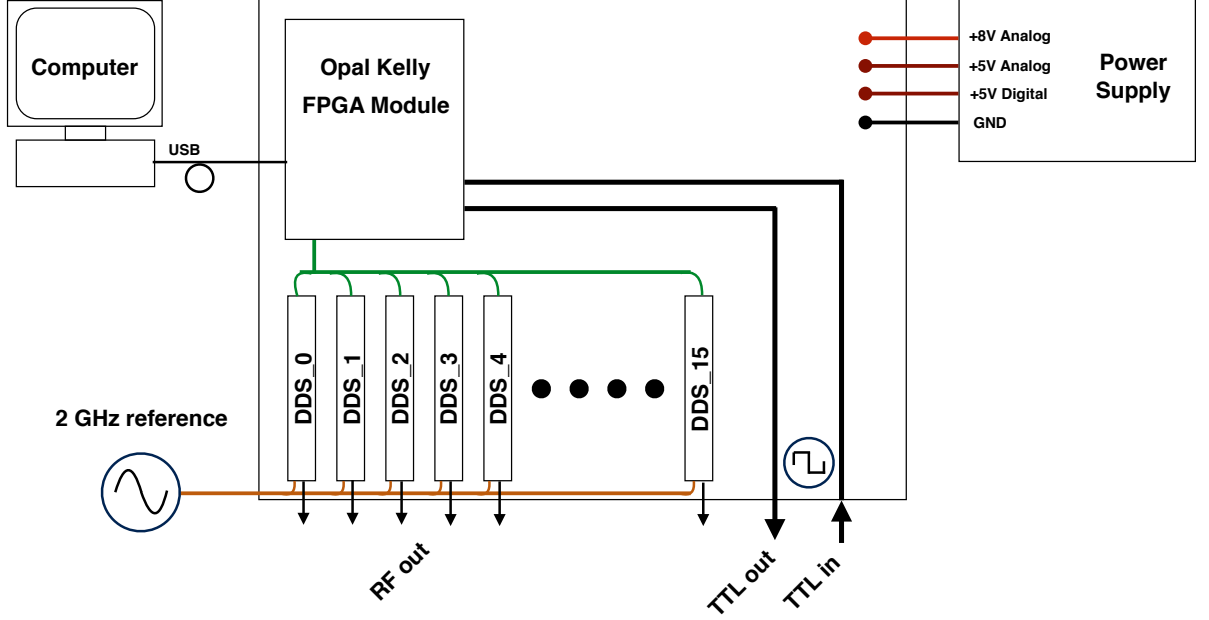 Computer
USB
Opal Kelly
FPGA Module
+8V Analog
+5V Analog
+5V Digital
GND
Power
Supply
DDS_0
DDS_1
DDS_2
DDS_3
DDS_4
DDS_15
2 GHz reference
RF out
TTL out
TTL in